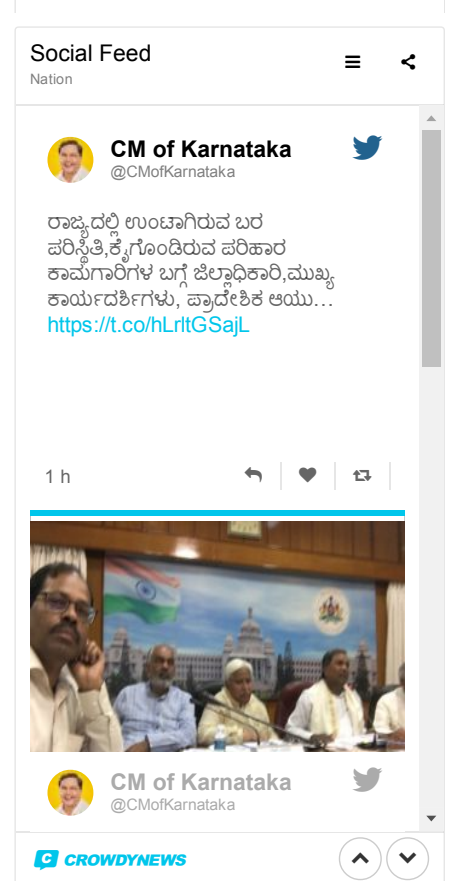 Social Feed
Nation
CM of Karnataka
@CMofKarnataka
ರಾಜ್ಯದಲ್ಲಿ ಉಂಟಾಗಿರುವ ಬರ
ಪರಿಸ್ಥಿತಿ,ಕೈಗೊಂಡಿರುವ ಪರಿಹಾರ
ಕಾಮಗಾರಿಗಳ ಬಗ್ಗೆ ಜಿಲ್ಲಾಧಿಕಾರಿ,ಮುಖ್ಯ
ಕಾರ್ಯದರ್ಶಿಗಳು, ಪ್ರಾದೇಶಿಕ ಆಯು…
https://t.co/hLrltGSajL
1 h
CM of Karnataka
@CMofKarnataka
CROWDYNEWS